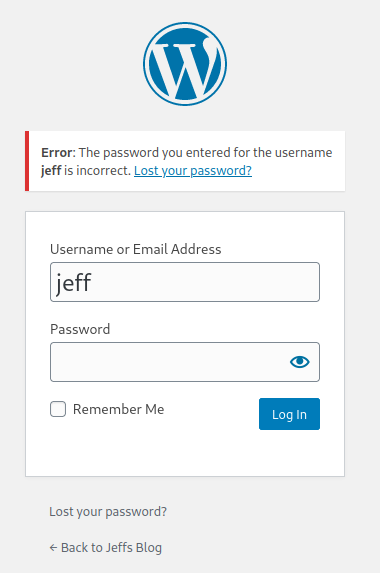 Error: The password you entered for the username
jeff is incorrect. Lost your password?
Username or Email Address
jeff
Password
Remember Me
Log In
Lost your password?
← Back to Jeffs Blog